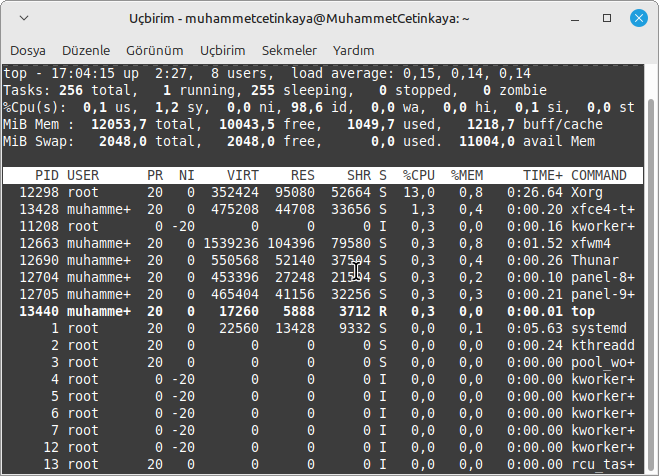 Uçbirim - muhammetcetinkaya@MuhammetCetinkaya: ~
Dosya Düzenle Görünüm Uçbirim Sekmeler Yardım
top - 17:04:15 up  2:27,  8 users,  load average: 0,15, 0,14, 0,14
Tasks: 256 total,   1 running, 255 sleeping,   0 stopped,   0 zombie
%Cpu(s):  0,1 us,  1,2 sy,  0,0 ni, 98,6 id,  0,0 wa,  0,0 hi,  0,1 si,  0,0 st
MiB Mem :  12053,7 total,  10043,5 free,   1049,7 used,   1218,7 buff/cache
MiB Swap:   2048,0 total,   2048,0 free,      0,0 used.  11004,0 avail Mem
PID USER PR NI VIRT RES SHR S %CPU %MEM TIME+ COMMAND
12298 root 20 0 352424 95080 52664 S 13,0 0,8 0:26.64 Xorg
13428 muhamme+ 20 0 475208 44708 33656 S 1,3 0,4 0:00.20 xfce4-t+
11208 root 0 -20 0 0 0 I 0,3 0,0 0:00.16 kworker+
12663 muhamme+ 20 0 1539236 104396 79580 S 0,3 0,8 0:01.52 xfwm4
12690 muhamme+ 20 0 550568 52140 S 0,3 0,4 0:00.26 Thunar
12704 muhamme+ 20 0 453396 27248 S 0,3 0,2 0:00.10 panel-8+
12705 muhamme+ 20 0 465404 41156 32256 S 0,3 0,3 0:00.21 panel-9+
13440 muhamme+ 20 0 17260 5888 3712 R 0,3 0,0 0:00.01 top
1 root 20 0 22560 13428 9332 S 0,0 0,1 0:05.63 systemd
2 root 20 0 0 0 0 S 0,0 0,0 0:00.24 kthreadd
3 root 20 0 0 0 0 S 0,0 0,0 0:00.00 pool_wo+
4 root 0 -20 0 0 0 I 0,0 0,0 0:00.00 kworker+
5 root 0 -20 0 0 0 I 0,0 0,0 0:00.00 kworker+
6 root 0 -20 0 0 0 I 0,0 0,0 0:00.00 kworker+
7 root 0 -20 0 0 0 I 0,0 0,0 0:00.00 kworker+
12 root 0 -20 0 0 0 I 0,0 0,0 0:00.00 kworker+
13 root 20 0 0 0 0 I 0,0 0,0 0:00.00 rcu_tas+